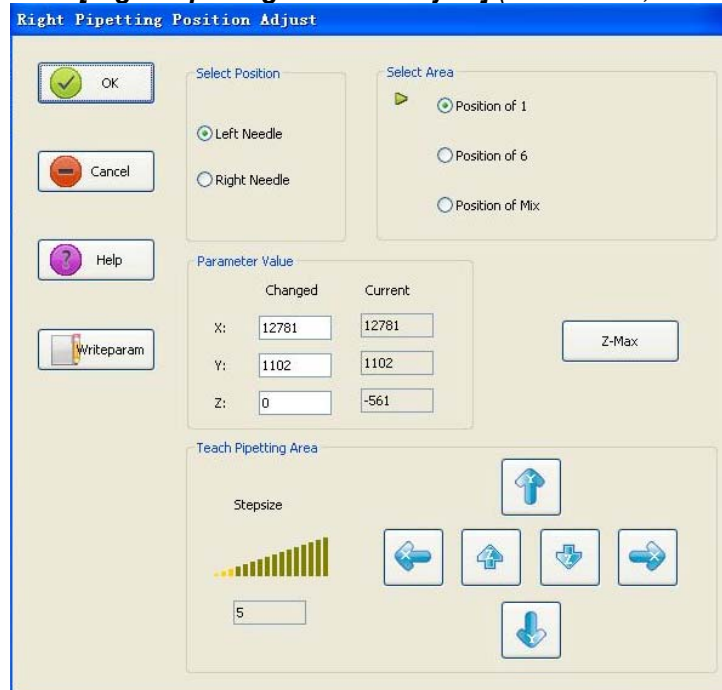 Right Pipetting Position Adjust
OK
Cancel
Help
Writeparam
Select Position
Left Needle
Right Needle
Select Area
Position of 1
Position of 6
Position of Mix
Parameter Value
Changed Current
X: 12781 12781
Y: 1102 1102
Z: 0 -561
Z-Max
Teach Pipetting Area
Stepsize
5
Y
X Z Z X
Y